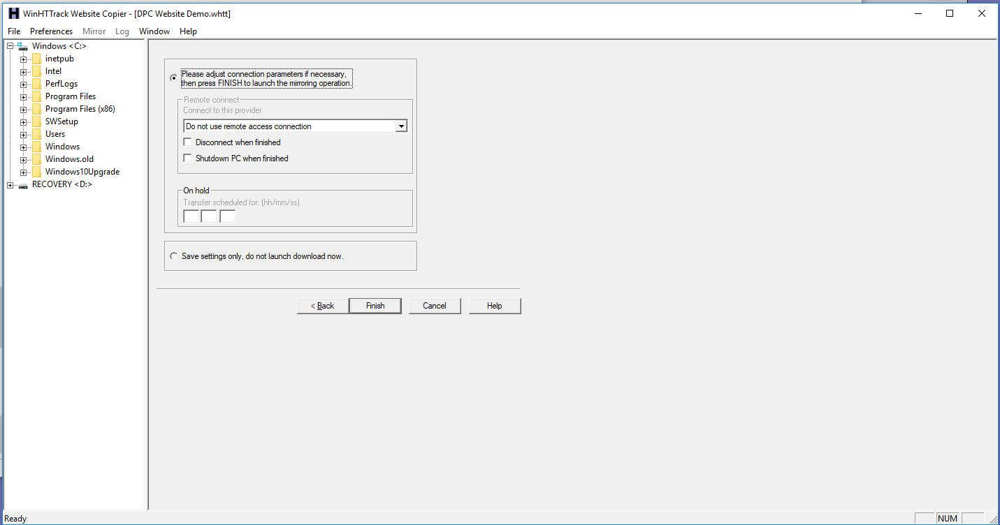 WinHTTrack Website Copier - [DPC Website Demo.whtt]
File Preferences Mirror Log Window Help
Windows <C:>
inetpub
Intel
PerfLogs
Program Files
Program Files (x86)
SWSetup
Users
Windows
Windows.old
Windows10Upgrade
RECOVERY <D:>
Please adjust connection parameters if necessary,
then press FINISH to launch the mirroring operation.
Remote connect
Connect to this provider
Do not use remote access connection
Disconnect when finished
Shutdown PC when finished
On hold
Transfer scheduled for: (hh/mm/ss)
Save settings only, do not launch download now.
< Back Finish Cancel Help
Ready NUM